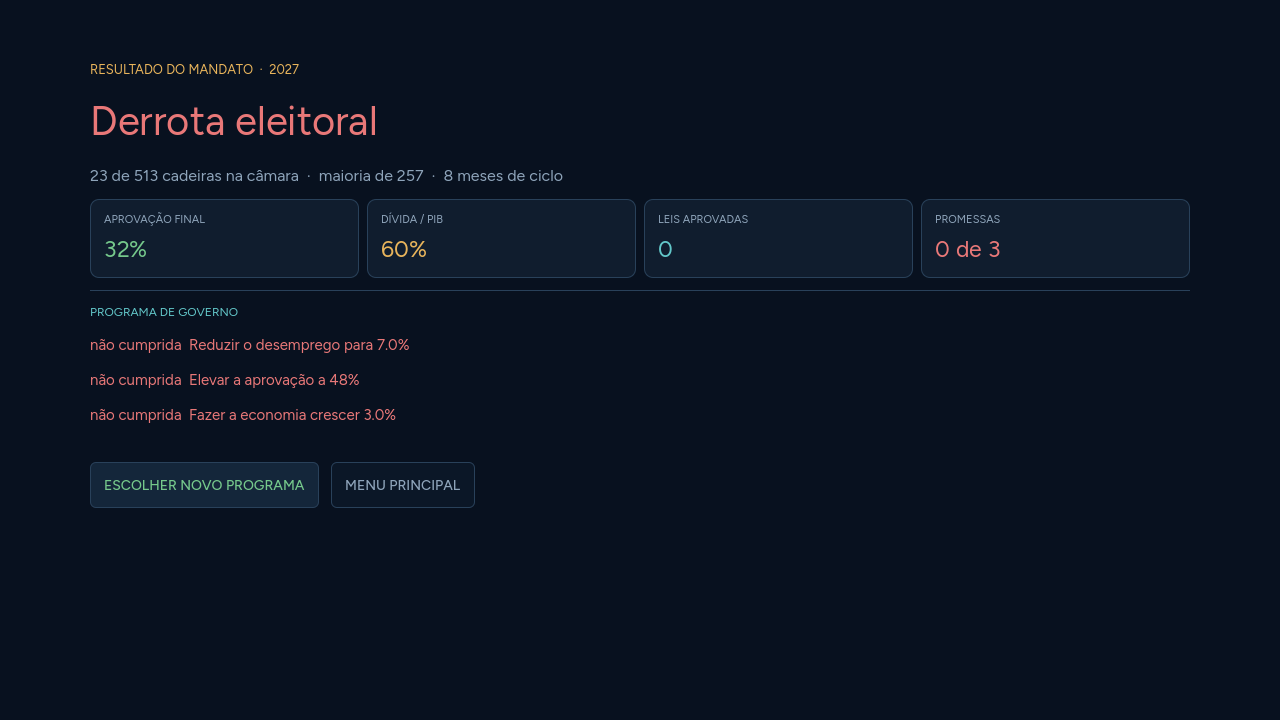 RESULTADO DO MANDATO · 2027
Derrota eleitoral
23 de 513 cadeiras na câmara · maioria de 257 · 8 meses de ciclo
APROVAÇÃO FINAL
32%
DÍVIDA / PIB
60%
LEIS APROVADAS
0
PROMESSAS
0 de 3
PROGRAMA DE GOVERNO
não cumprida Reduzir o desemprego para 7.0%
não cumprida Elevar a aprovação a 48%
não cumprida Fazer a economia crescer 3.0%
ESCOLHER NOVO PROGRAMA
MENU PRINCIPAL